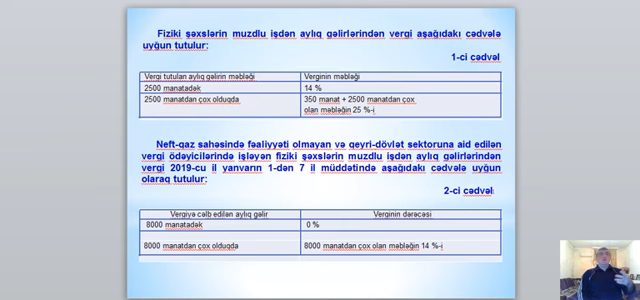 Fiziki şəxslərin muzdlu işdən aylıq gəlirlərindən vergi aşağıdakı cədvələ
uyğun tutulur:
1-ci cədvəl
Vergi tutulan aylıq gəlirin məbləği Verginin məbləği
2500 manatadək 14 %
2500 manatadan çox olduqda 350 manat + 2500 manatdan çox
olan məbləğin 25 %-i
Neft-qaz sahəsində fəaliyyəti olmayan və qeyri-dövlət sektoruna aid edilən
vergi ödəyicilərində işləyən fiziki şəxslərin muzdlu işdən aylıq gəlirlərindən
vergi 2019-cu il yanvarın 1-dən 7 il müddətində aşağıdakı cədvələ uyğun
olaraq tutulur:
2-ci cədvəl:
Vergiyə cəlb edilən aylıq gəlir Verginin dərəcəsi
8000 manatadək 0 %
8000 manatdan çox olduqda 8000 manatdan çox olan məbləğin 14 %-i